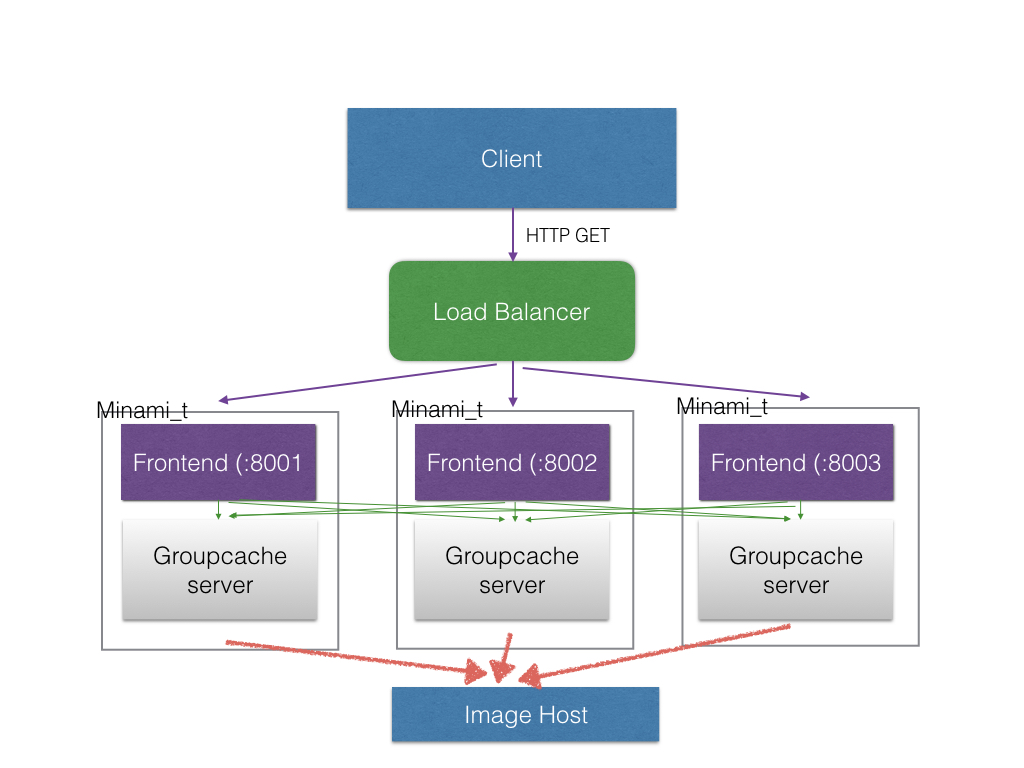 Client
HTTP GET
Load Balancer
Minami_t
Minami_t
Minami_t
Frontend (:8001
Frontend (:8002
Frontend (:8003
Groupcache
server
Groupcache
server
Groupcache
server
Image Host